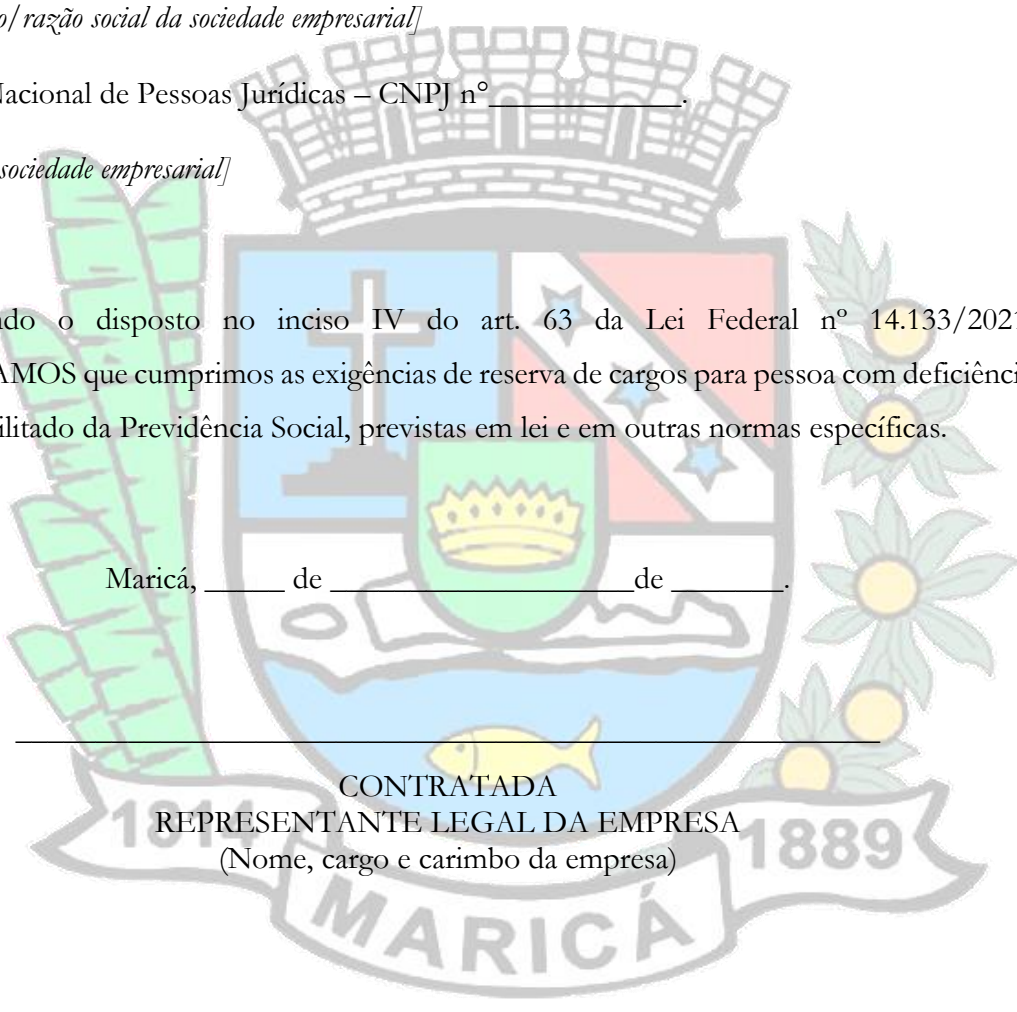 o/razão social da sociedade empresarial]
Nacional de Pessoas Jurídicas – CNPJ n°____________.
sociedade empresarial]
ndo o disposto no inciso IV do art. 63 da Lei Federal nº 14.133/2021
AMOS que cumprimos as exigências de reserva de cargos para pessoa com deficiênci
ilitado da Previdência Social, previstas em lei e em outras normas específicas.
Maricá, _____ de ___________________de _______.
CONTRATADA
REPRESENTANTE LEGAL DA EMPRESA
(Nome, cargo e carimbo da empresa)
1814
1889
MARICÁ